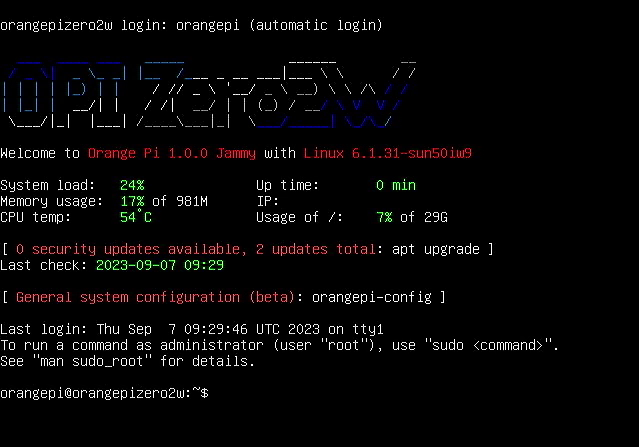 orangepizero2w login: orangepi (automatic login)
OPI Zero2W
Welcome to Orange Pi 1.0.0 Jammy with Linux 6.1.31-sun50iw9
System load: 24% Up time: 0 min
Memory usage: 17% of 981M IP:
CPU temp: 54°C Usage of /: 7% of 29G
[ 0 security updates available, 2 updates total: apt upgrade ]
Last check: 2023-09-07 09:29
[ General system configuration (beta): orangepi-config ]
Last login: Thu Sep  7 09:29:46 UTC 2023 on tty1
To run a command as administrator (user "root"), use "sudo <command>".
See "man sudo_root" for details.
orangepi@orangepizero2w:~$